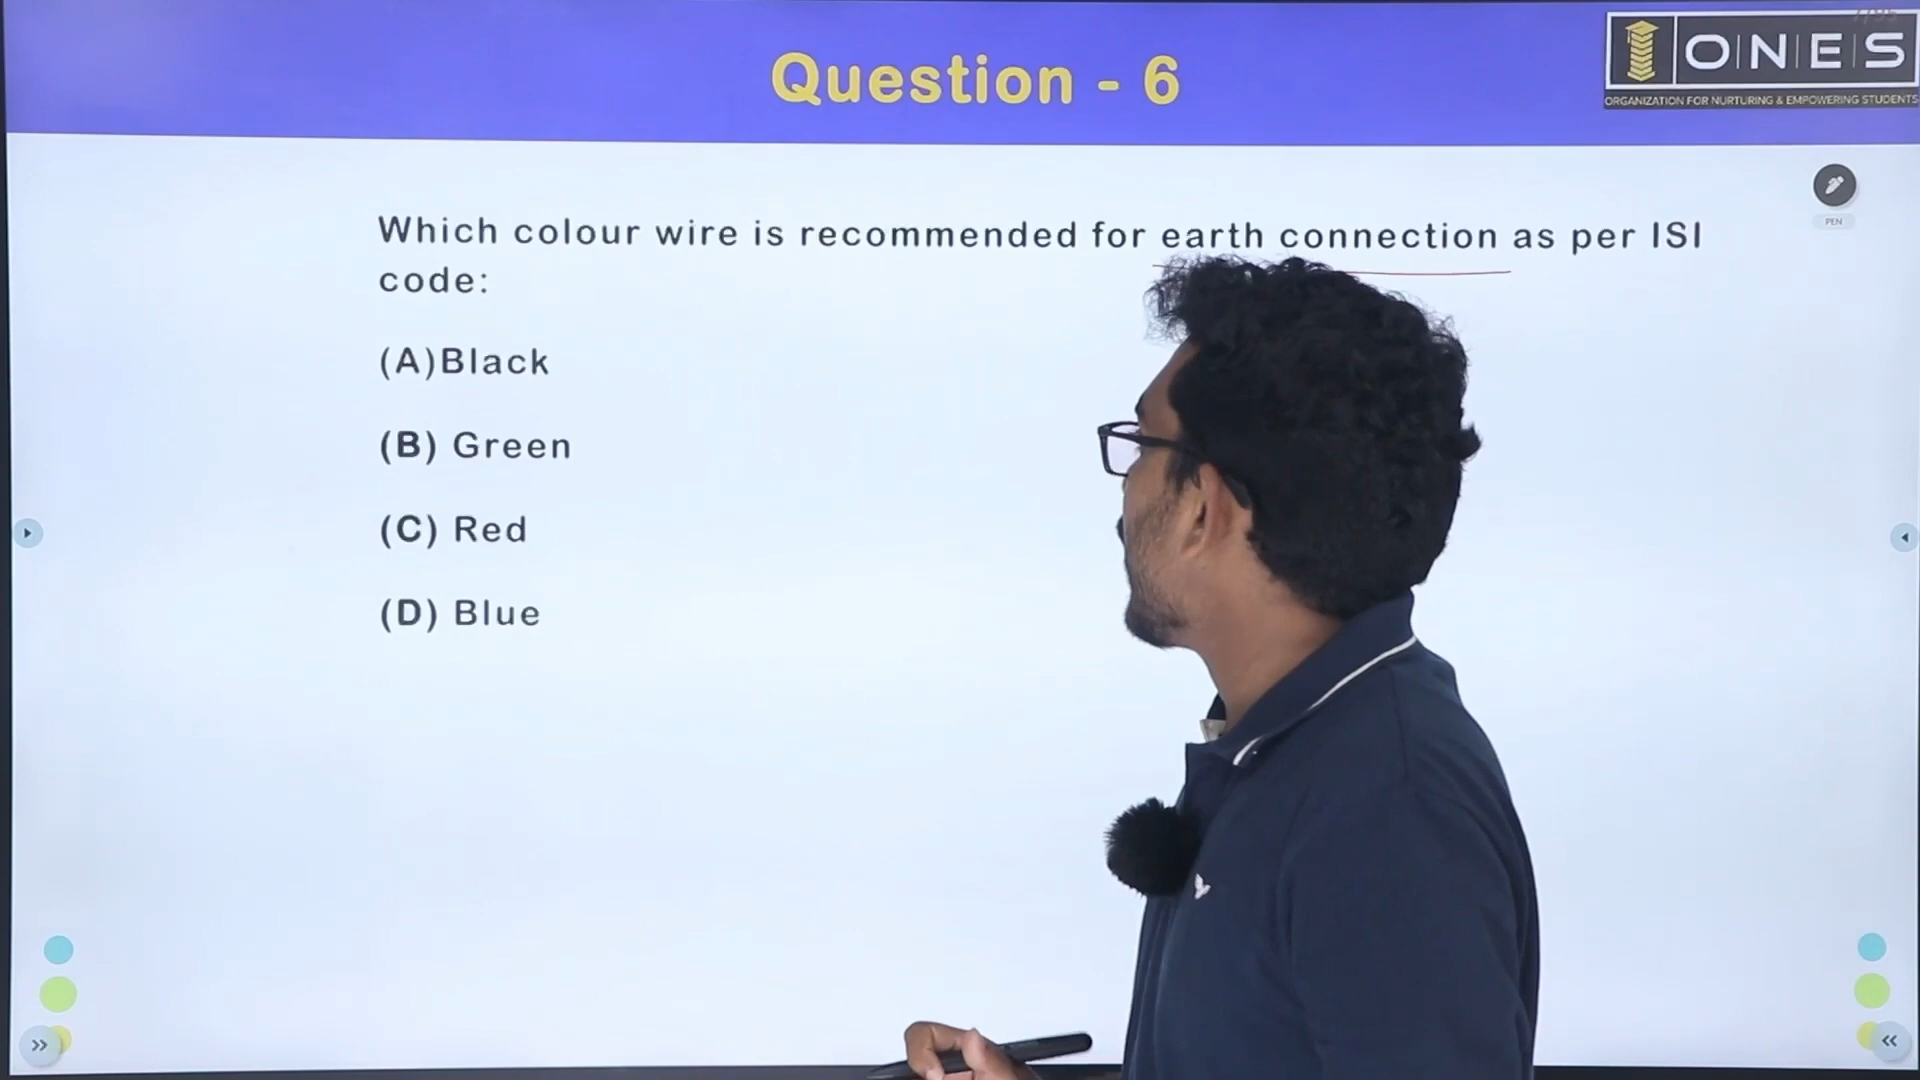 Question - 6
O|N|E|S
ORGANIZATION FOR NURTURING & EMPOWERING STUDENTS
PEN
Which colour wire is recommended for earth connection as per ISI
code:
(A)Black
(B) Green
(C) Red
(D) Blue